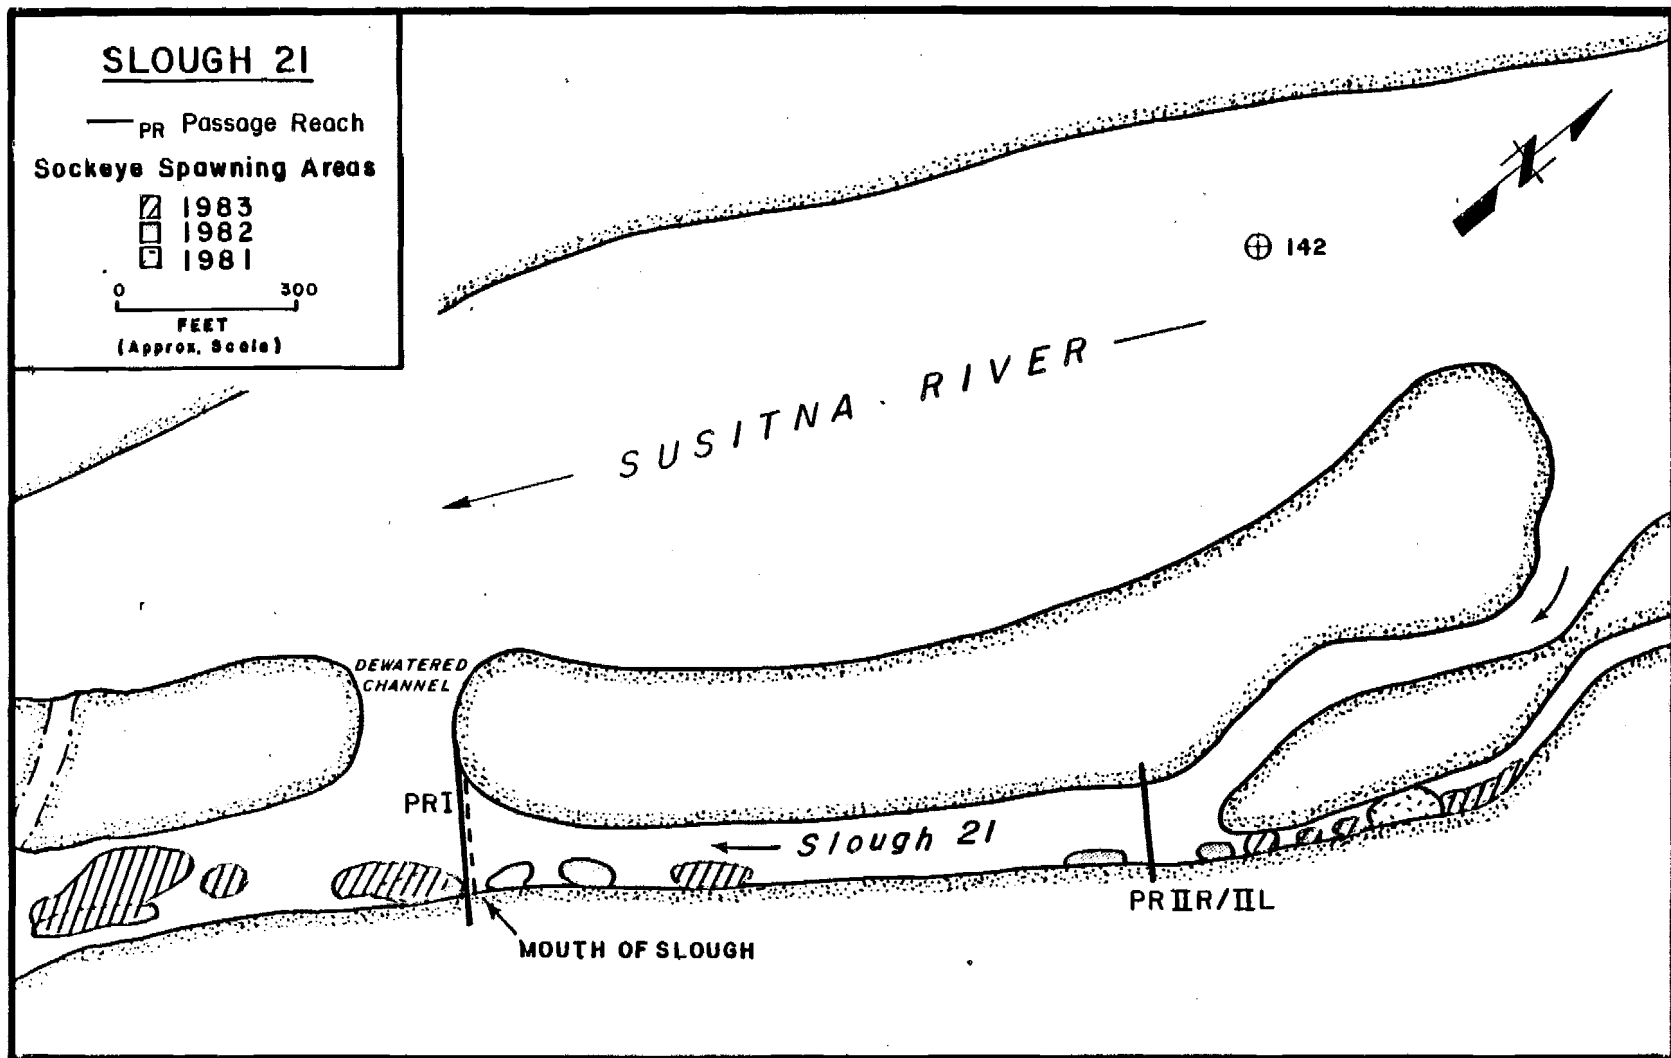 SLOUGH 21
PR Passage Reach
Sockeye Spawning Areas
1983
1982
1981
0 300
FEET
(Approx. Scale)
N
142
SUSITNA RIVER
DEWATERED
CHANNEL
PRI
Slough 21
PR IIR/IIL
MOUTH OF SLOUGH